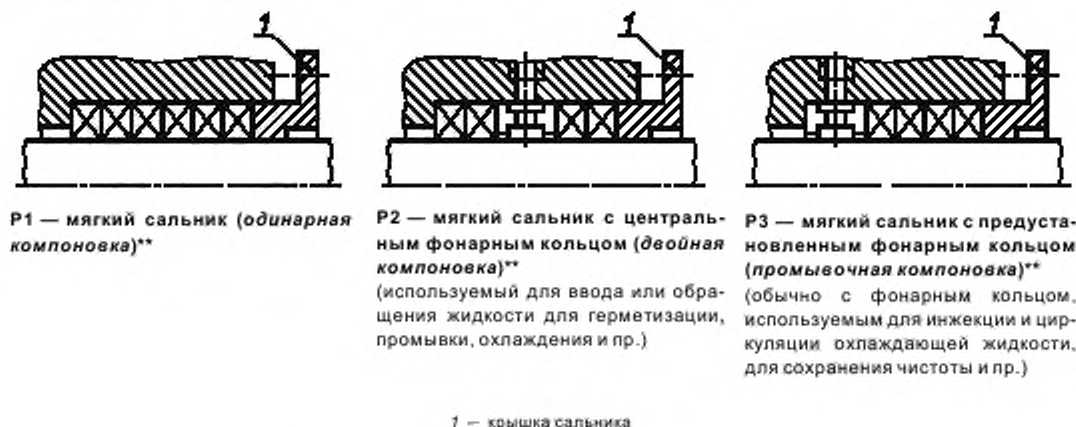 1
1
1
P1 — мягкий сальник (одинарная
компоновка)**
P2 — мягкий сальник с централь-
ным фонарным кольцом (двойная
компоновка)**
(используемый для ввода или обра-
щения жидкости для герметизации,
промывки, охлаждения и пр.)
P3 — мягкий сальник с предуста-
новленным фонарным кольцом
(промывочная компоновка)**
(обычно с фонарным кольцом,
используемым для инжекции и цир-
куляции охлаждающей жидкости,
для сохранения чистоты и пр.)
1 — крышка сальника